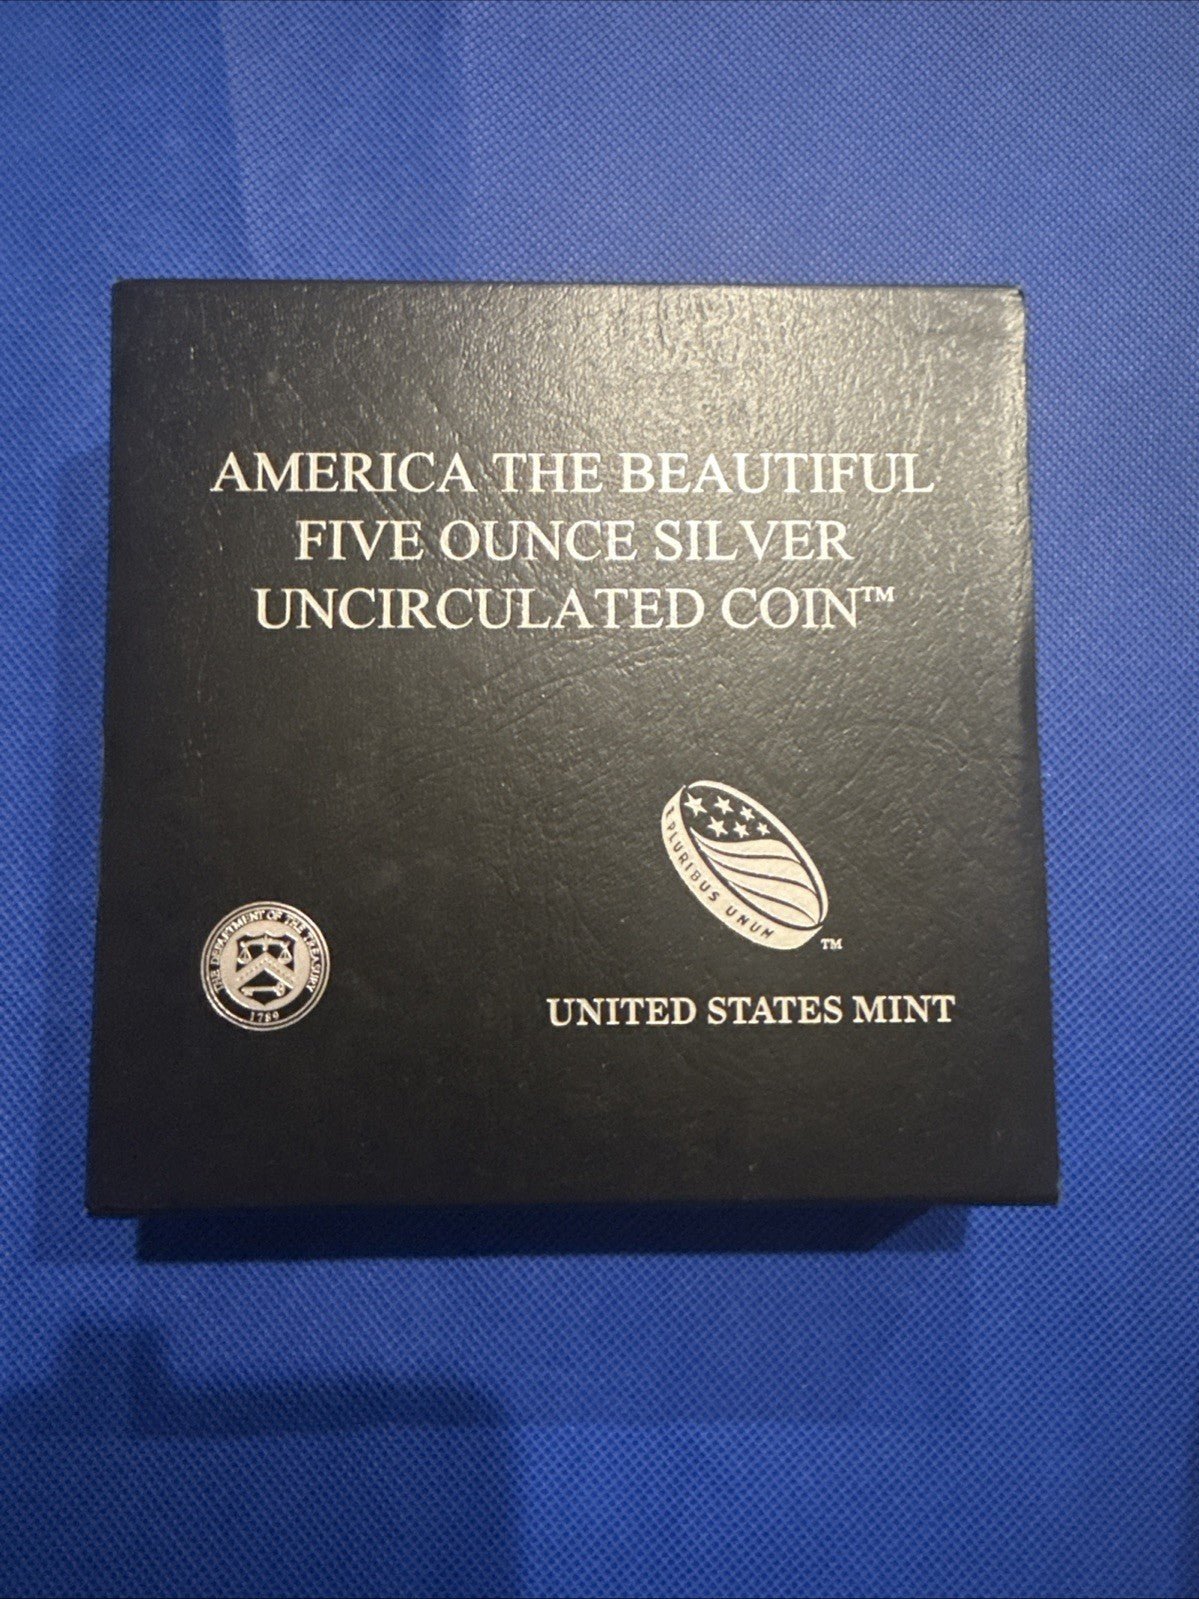 AMERICA THE BEAUTIFUL
FIVE OUNCE SILVER
UNCIRCULATED COIN™
E PLURIBUS UNUM
TM
THE DEPARTMENT OF THE TREASURY
1789
UNITED STATES MINT